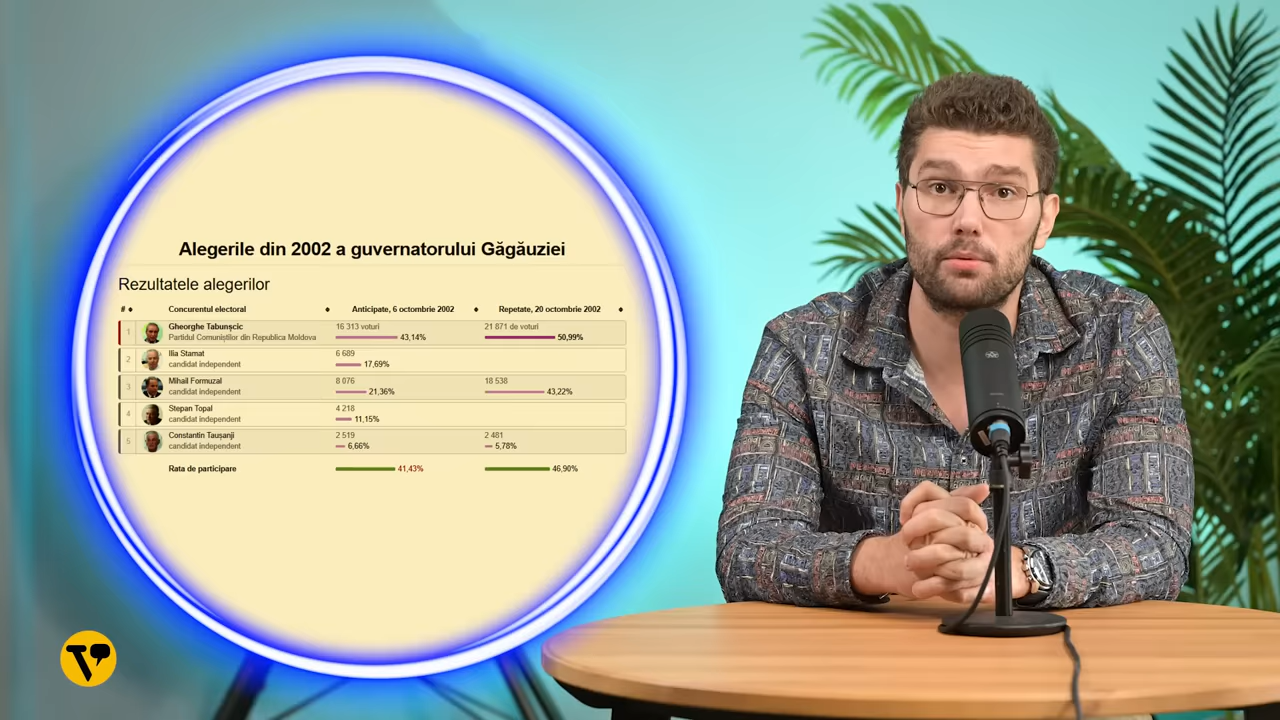 Alegerile din 2002 a guvernatorului Găgăuziei
Rezultatele alegerilor
# Concurentul electoral Anticipate, 6 octombrie 2002 Repetate, 20 octombrie 2002
1 Gheorghe Tabunșcic 16 313 voturi 21 871 de voturi
Partidul Comuniștilor din Republica Moldova 43,14% 50,99%
2 Ilia Stamat 6 689
candidat independent 17,69%
3 Mihail Formuzal 8 076 18 538
candidat independent 21,36% 43,22%
4 Stepan Topal 4 218
candidat independent 11,15%
5 Constantin Taușanji 2 519 2 481
candidat independent 6,66% 5,78%
Rata de participare 41,43% 46,90%